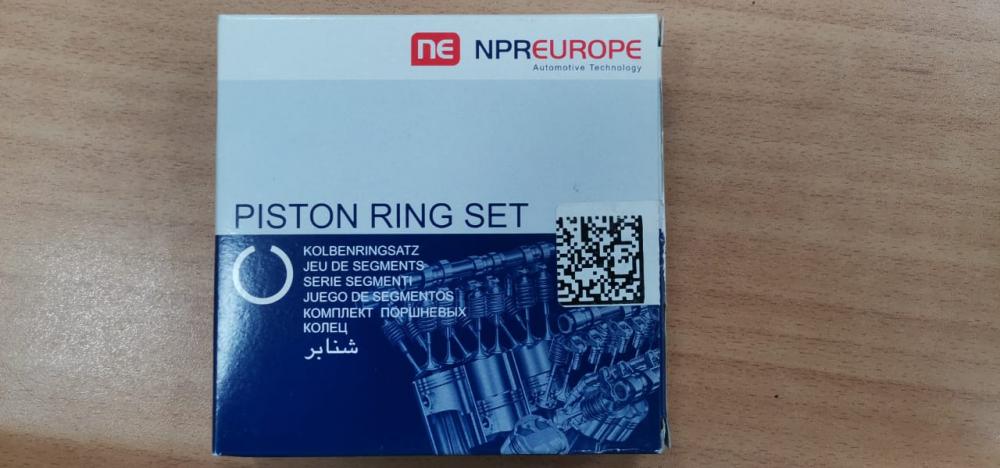 NE NPREUROPE
Automotive Technology
PISTON RING SET
KOLBENRINGSATZ
JEU DE SEGMENTS
SERIE SEGMENTI
JUEGO DE SEGMENTOS
КОМПЛЕКТ ПОРШНЕВЫХ
КОЛЕЦ
شنابر